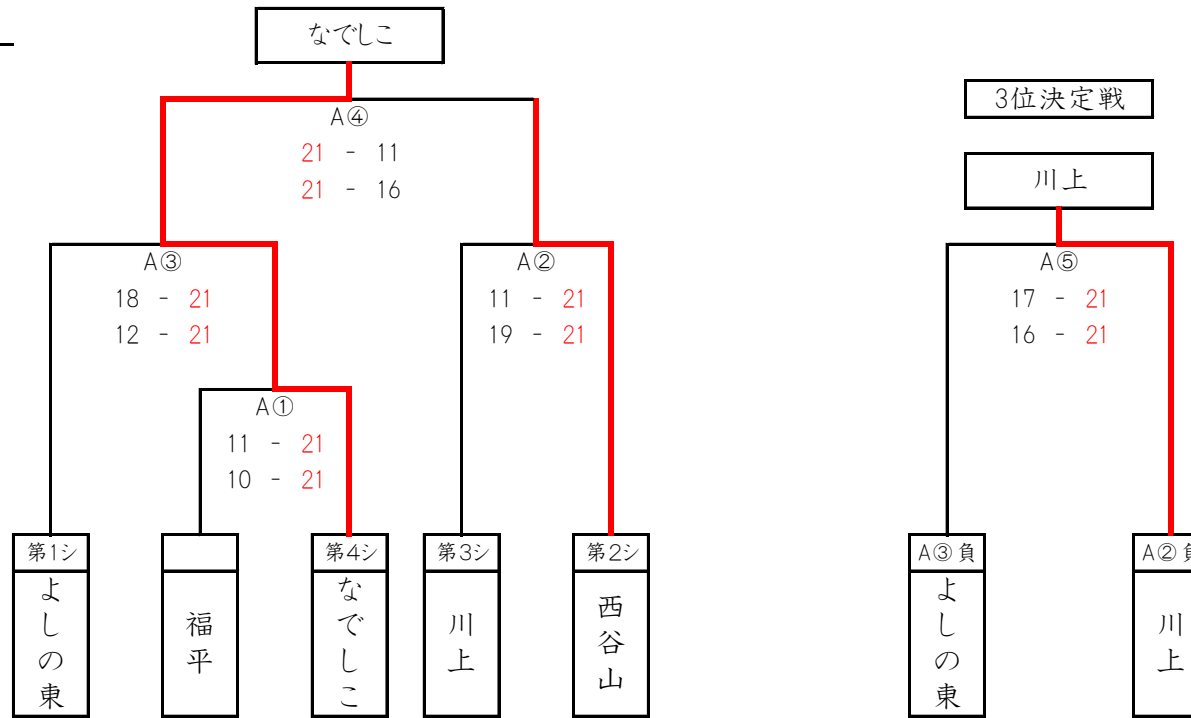 なでしこ
A④
21 - 11
21 - 16
A③
18 - 21
12 - 21
A②
11 - 21
19 - 21
A①
11 - 21
10 - 21
第1シ
よしの東
福平
第4シ
なでしこ
第3シ
川上
第2シ
西谷山
3位決定戦
川上
A⑤
17 - 21
16 - 21
A③負
よしの東
A②負
川上